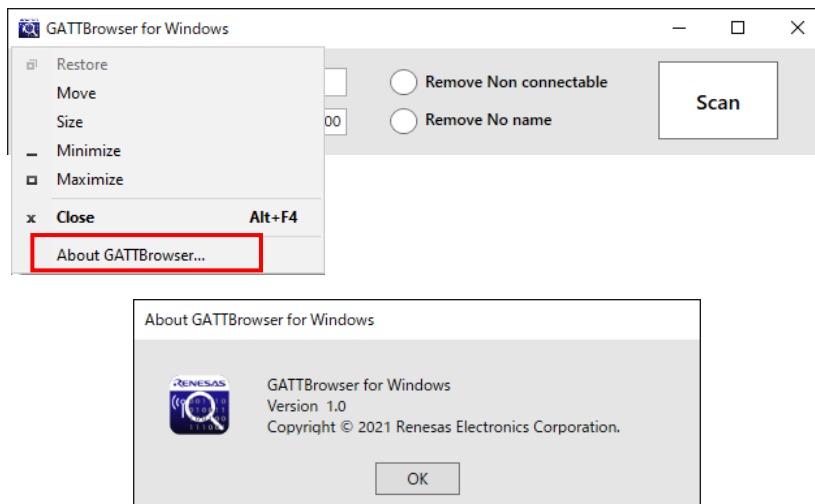 GATTBrowser for Windows
Restore
Move
Size
Minimize
Maximize
x Close Alt+F4
About GATTBrowser...
00
Remove Non connectable
Remove No name
Scan
About GATTBrowser for Windows
RENESAS
GATTBrowser for Windows
Version 1.0
Copyright © 2021 Renesas Electronics Corporation.
OK